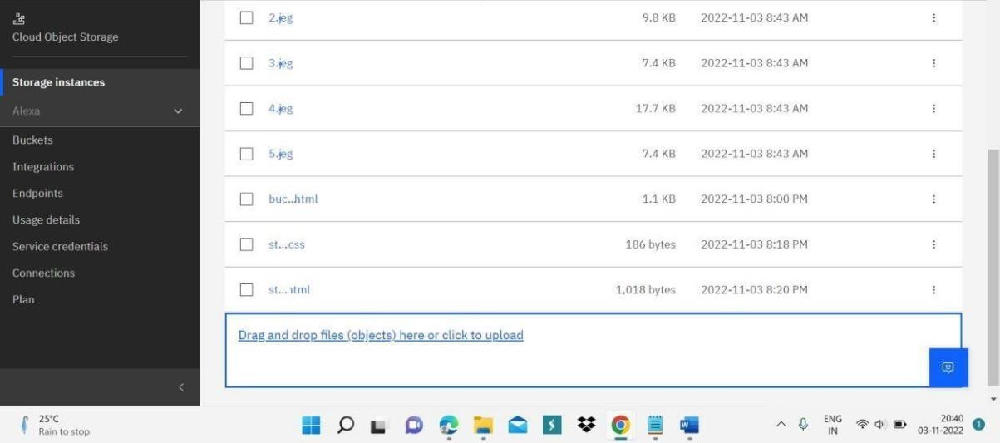 Cloud Object Storage
Storage instances
Alexa
Buckets
Integrations
Endpoints
Usage details
Service credentials
Connections
Plan
2.jeg 9.8 KB 2022-11-03 8:43 AM
3.jeg 7.4 KB 2022-11-03 8:43 AM
4.jeg 17.7 KB 2022-11-03 8:43 AM
5.jeg 7.4 KB 2022-11-03 8:43 AM
buc...html 1.1 KB 2022-11-03 8:00 PM
st...css 186 bytes 2022-11-03 8:18 PM
st...html 1,018 bytes 2022-11-03 8:20 PM
Drag and drop files (objects) here or click to upload
25°C
Rain to stop
W
ENG
IN
20:40
03-11-2022
1